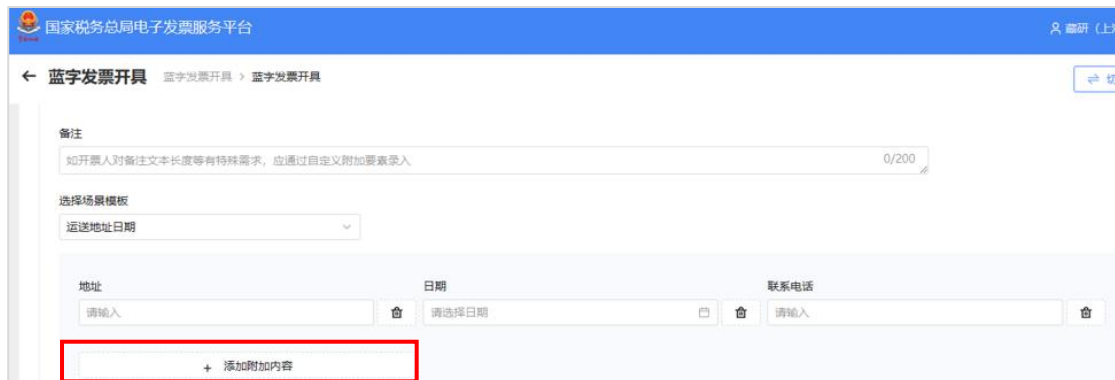 国家税务总局电子发票服务平台
← 蓝字发票开具 蓝字发票开具 > 蓝字发票开具
备注
如开票人对备注文本长度等有特殊需求，应通过自定义附加要素录入 0/200
选择场景模板
运送地址日期
地址 日期 联系电话
请输入 请选择日期 请输入
+ 添加附加内容